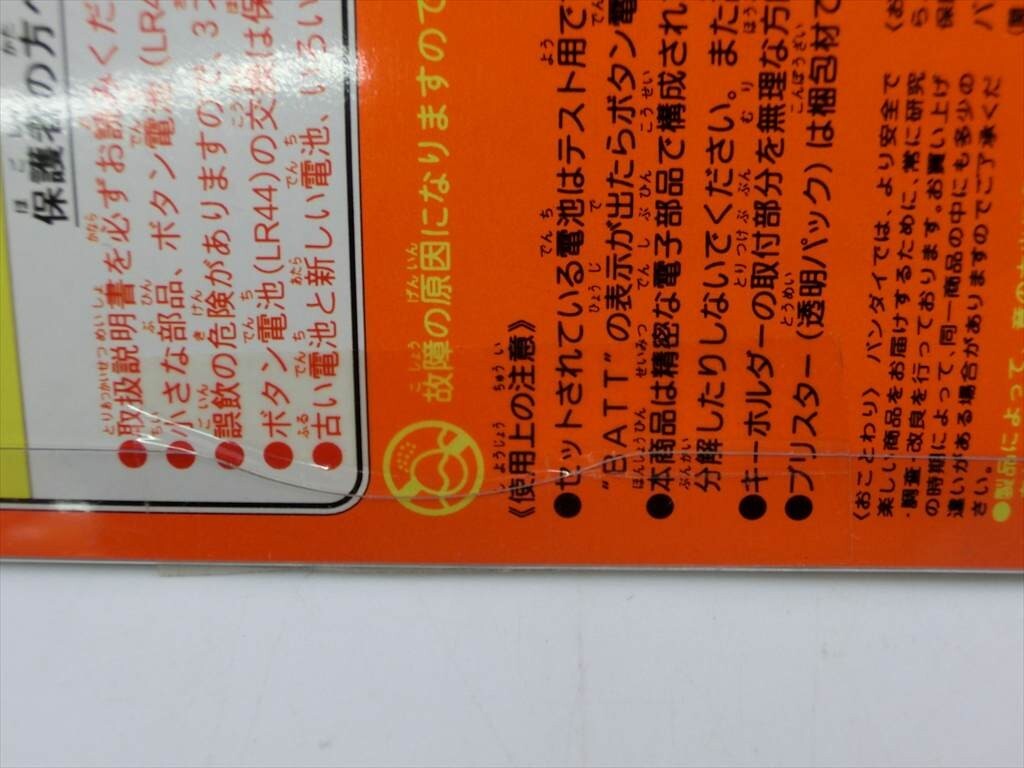 保護者の方へ
取扱説明書を必ずお読みくだ
小さな部品、ボタン電池(LR4
誤飲の危険がありますので、3
ボタン電池(LR44)の交換は保
古い電池と新しい電池、いろい
故障の原因になりますので
《使用上の注意》
●セットされている電池はテスト用で
“BATT”の表示が出たらボタン電
●本商品は精密な電子部品で構成され
分解したりしないでください。また
●キーホルダーの取付部分を無理な方
●ブリスター(透明パック)は梱包材で
〈おことわり〉 バンダイでは、より安全で
楽しい商品をお届けするために、常に研究
・調査・改良を行っております。お買い上げ
の時期によって、同一商品の中にも多少の
違いがある場合がありますのでご了承くだ
さい。
●製品によって、